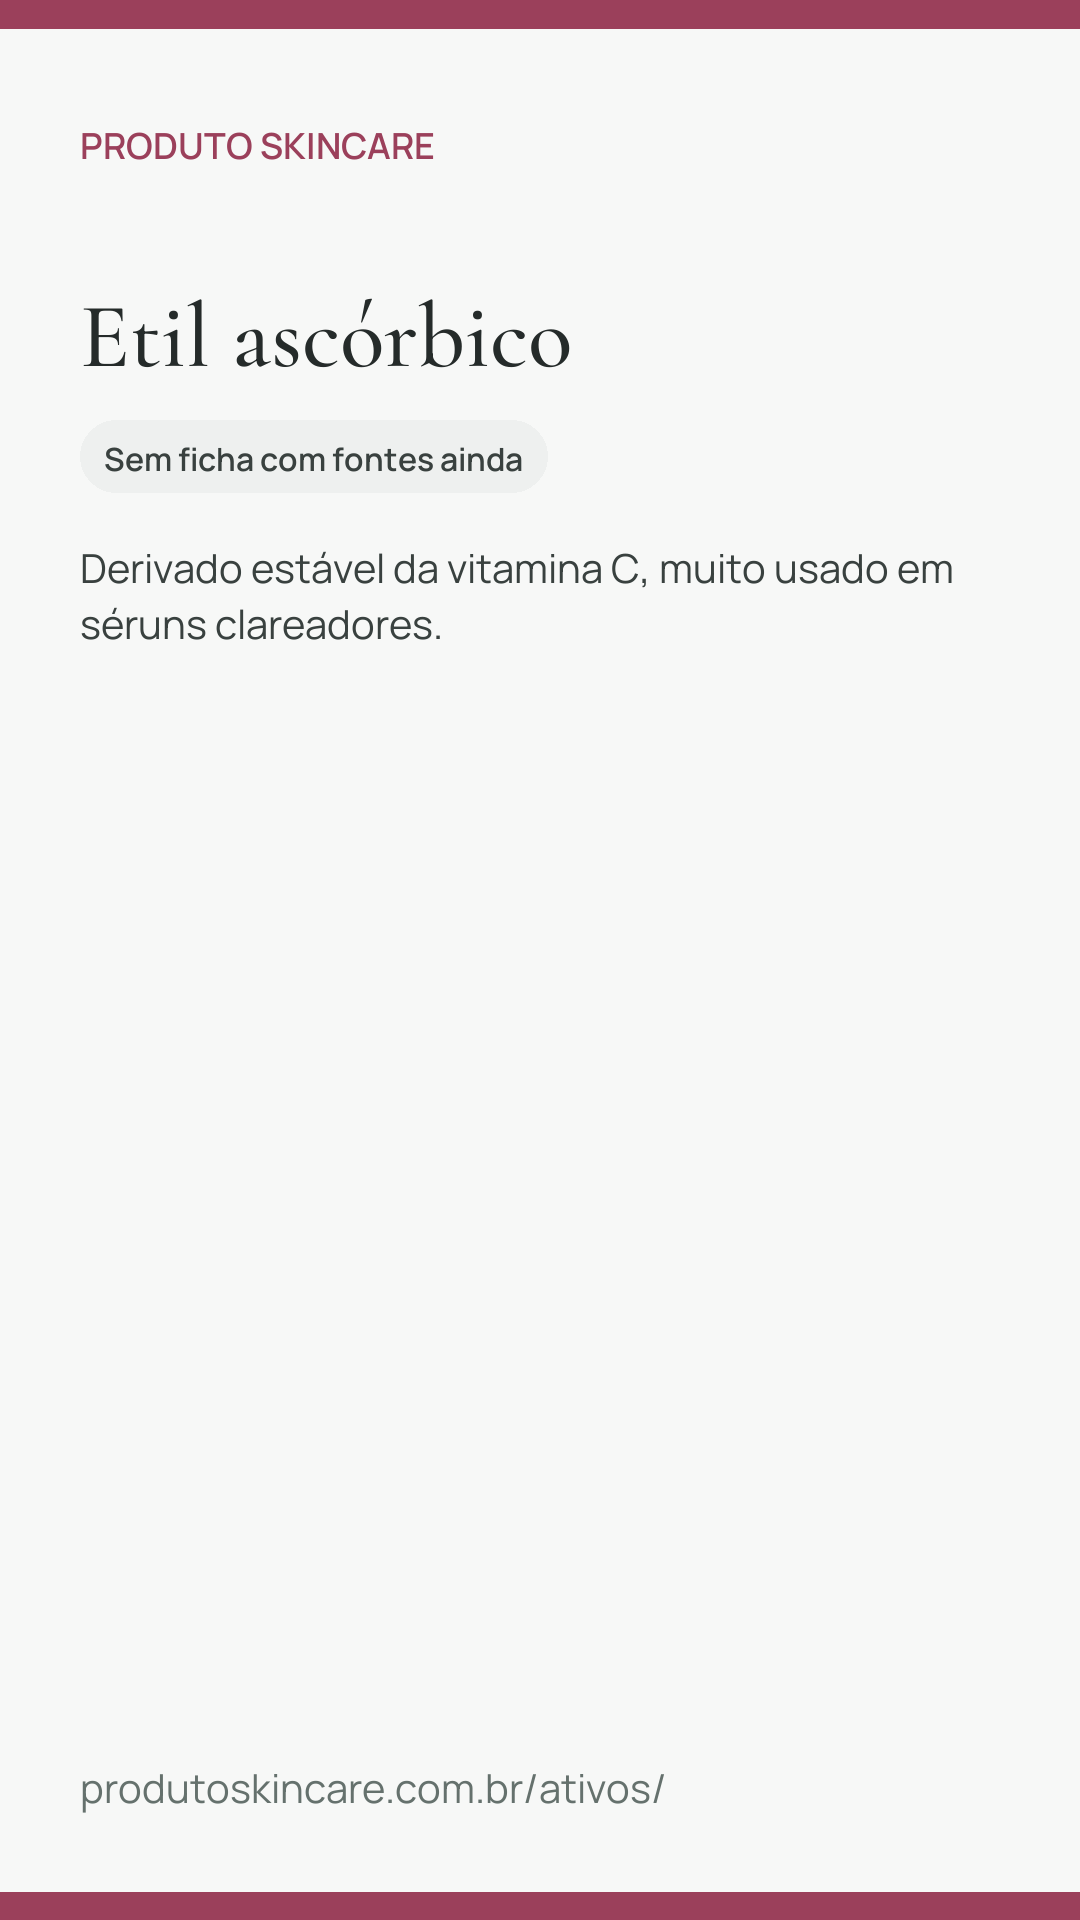 PRODUTO SKINCARE
Etil ascórbico
Sem ficha com fontes ainda
Derivado estável da vitamina C, muito usado em
séruns clareadores.
produtoskincare.com.br/ativos/